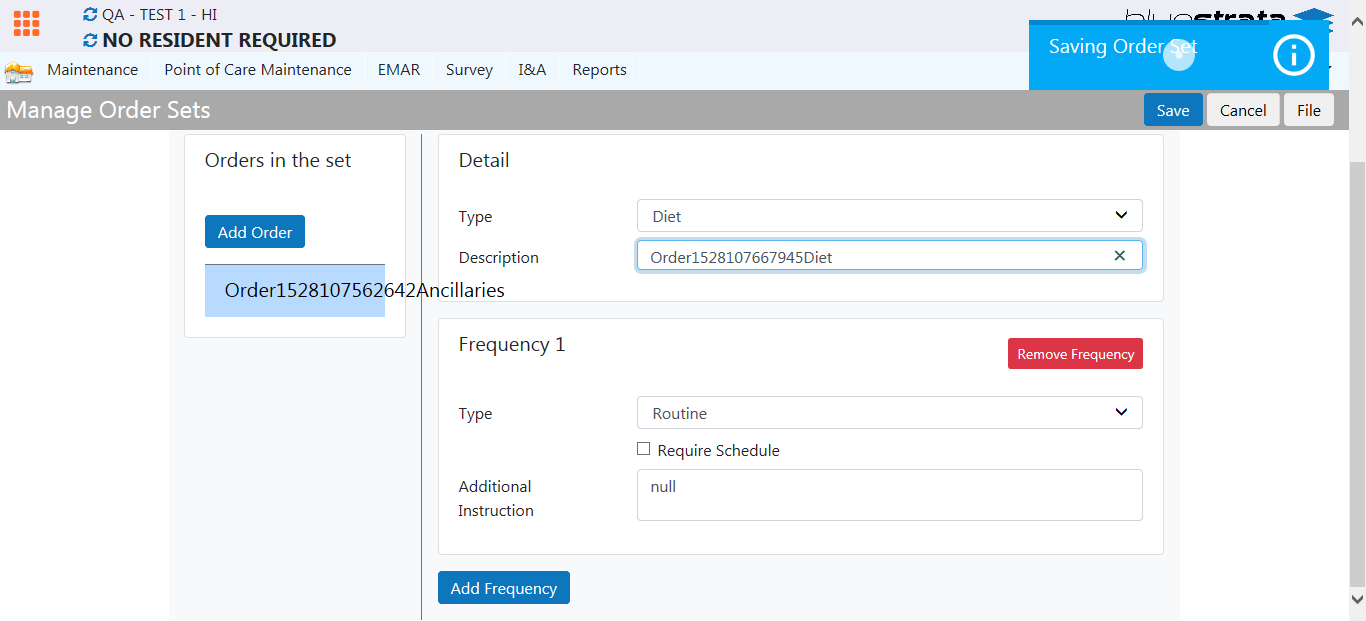 QA - TEST 1 - HI
NO RESIDENT REQUIRED
bluestrata
Saving Order Set
Maintenance
Point of Care Maintenance
EMAR
Survey
I&A
Reports
Manage Order Sets
Save
Cancel
File
Orders in the set
Add Order
Order1528107562642Ancillaries
Detail
Type
Diet
Description
Order1528107667945Diet
Frequency 1
Remove Frequency
Type
Routine
Require Schedule
Additional
Instruction
null
Add Frequency